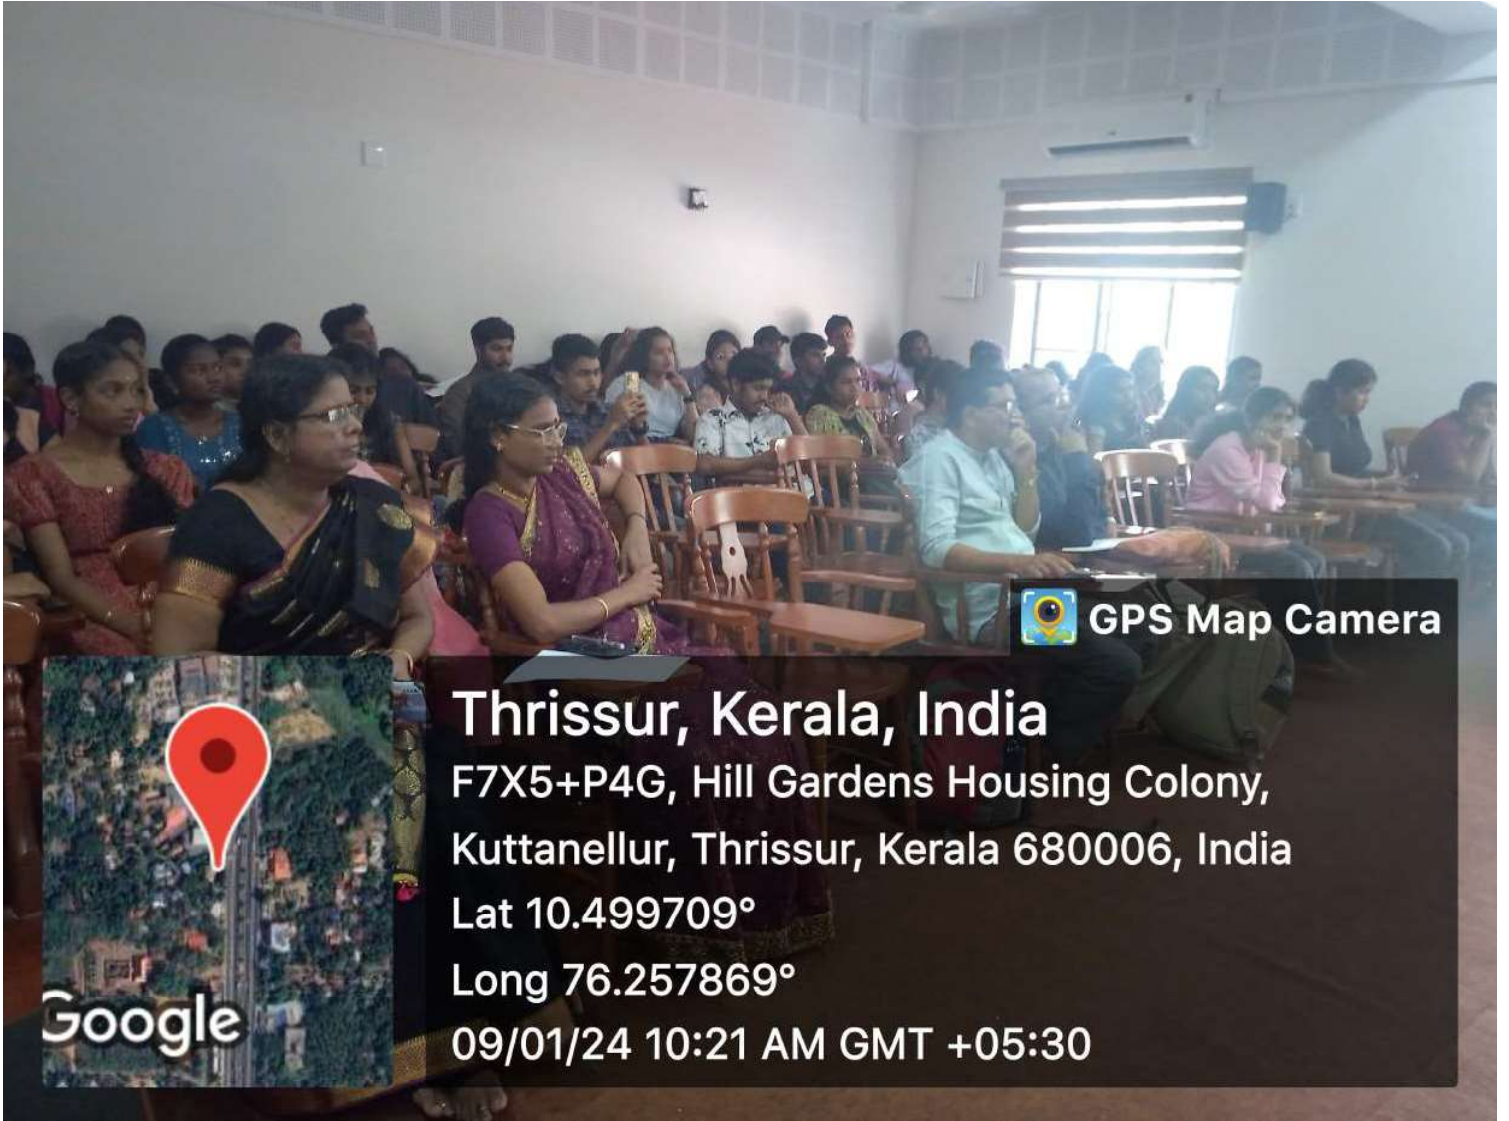 GPS Map Camera
Thrissur, Kerala, India
F7X5+P4G, Hill Gardens Housing Colony,
Kuttanellur, Thrissur, Kerala 680006, India
Lat 10.499709°
Long 76.257869°
09/01/24 10:21 AM GMT +05:30
Google